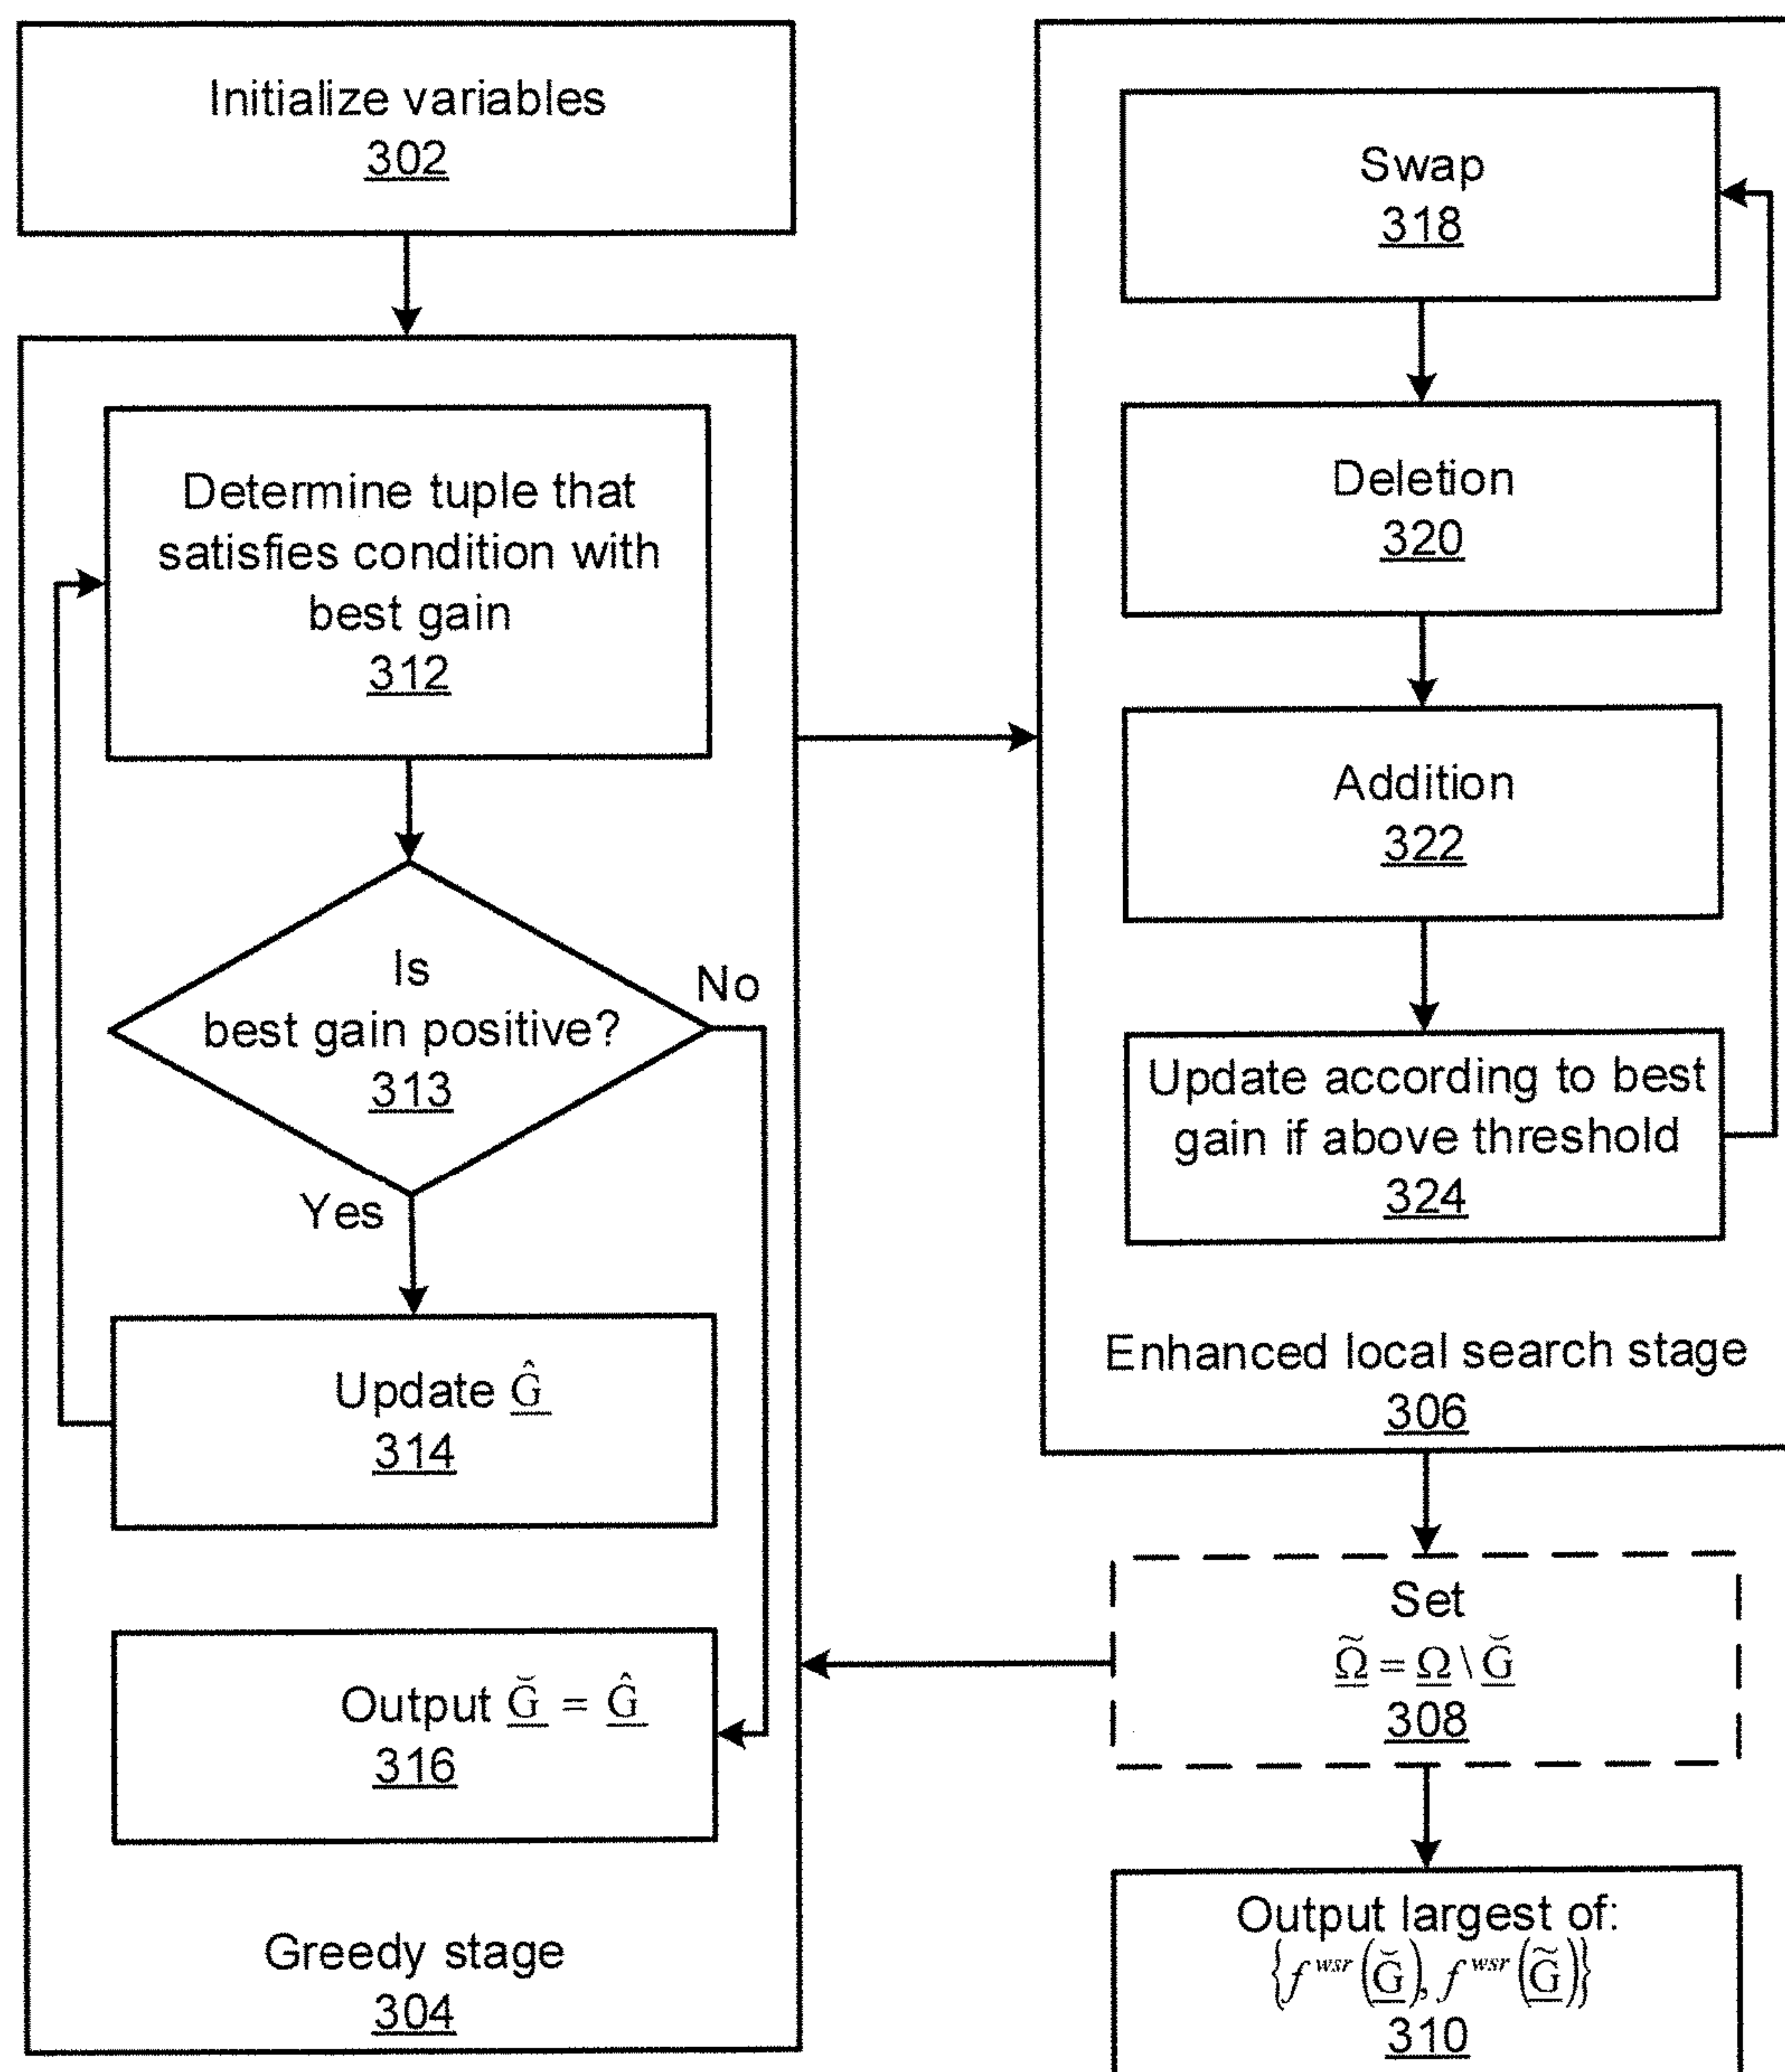 Initialize variables
302
Determine tuple that
satisfies condition with
best gain
312
Is
best gain positive?
313
No
Yes
Update Ĝ
314
Output Ğ = Ĝ
316
Greedy stage
304
Swap
318
Deletion
320
Addition
322
Update according to best
gain if above threshold
324
Enhanced local search stage
306
Set
Ω̃ = Ω \ Ğ
308
Output largest of:
{f^wsr(Ğ), f^wsr(G̃)}
310